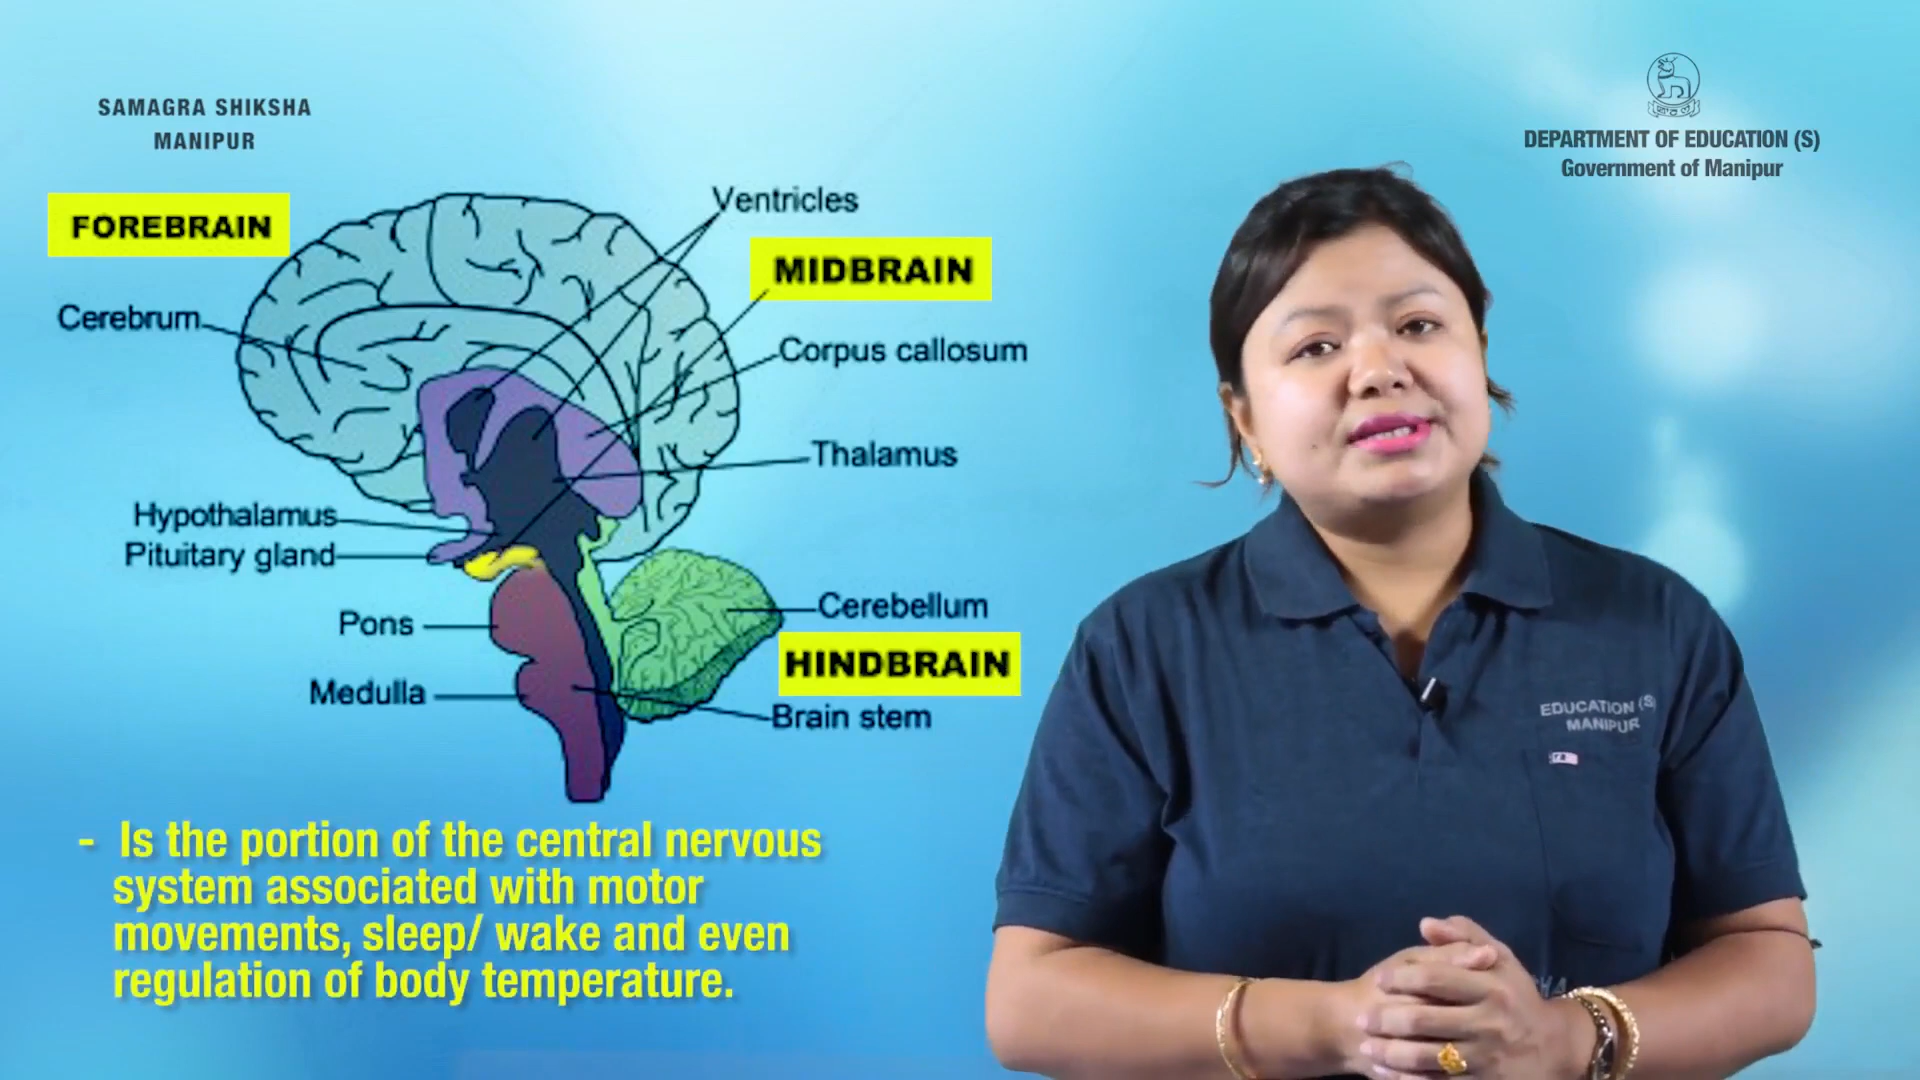 SAMAGRA SHIKSHA
MANIPUR
DEPARTMENT OF EDUCATION (S)
Government of Manipur
FOREBRAIN
Ventricles
MIDBRAIN
Cerebrum
Corpus callosum
Thalamus
Hypothalamus
Pituitary gland
Cerebellum
Pons
HINDBRAIN
Medulla
Brain stem
EDUCATION (S)
MANIPUR
- Is the portion of the central nervous
system associated with motor
movements, sleep/ wake and even
regulation of body temperature.